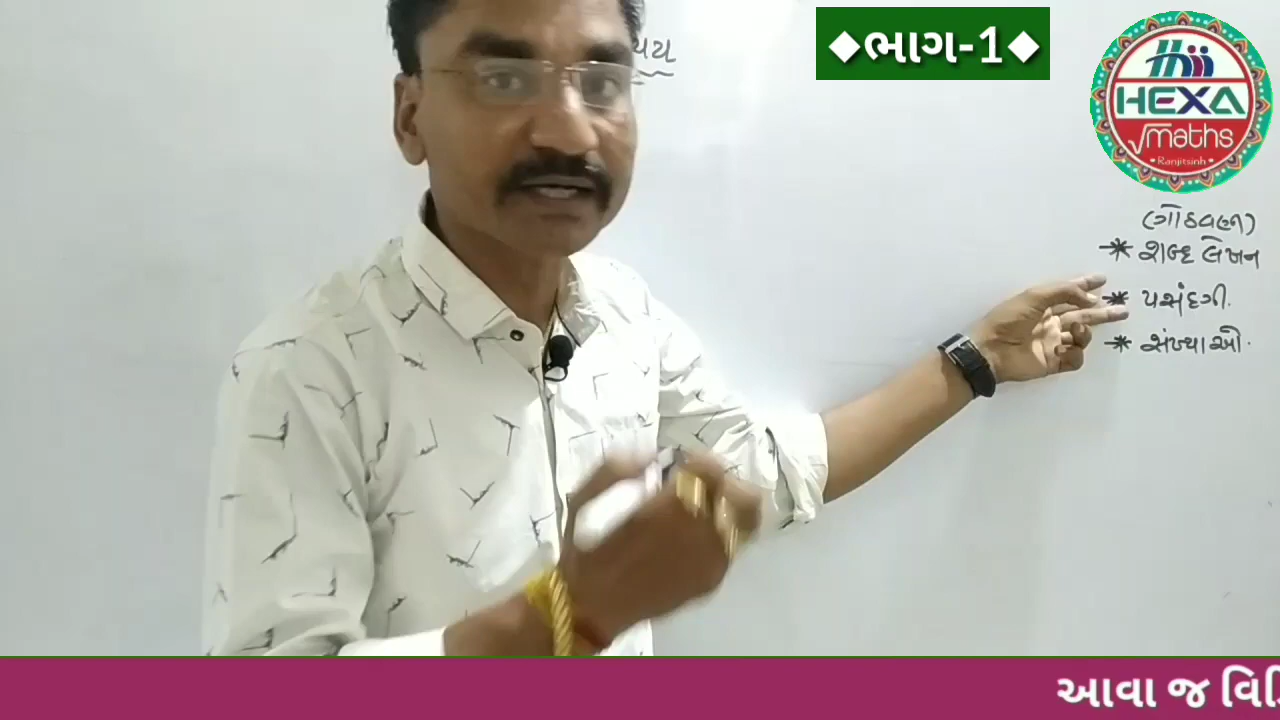 ◆ભાગ-1◆
HEXA
maths
Ranjitsinh
(ગોઠવણ)
* શબ્દ લેખન
* પસંદગી.
* સંખ્યાઓ.
આવા જ